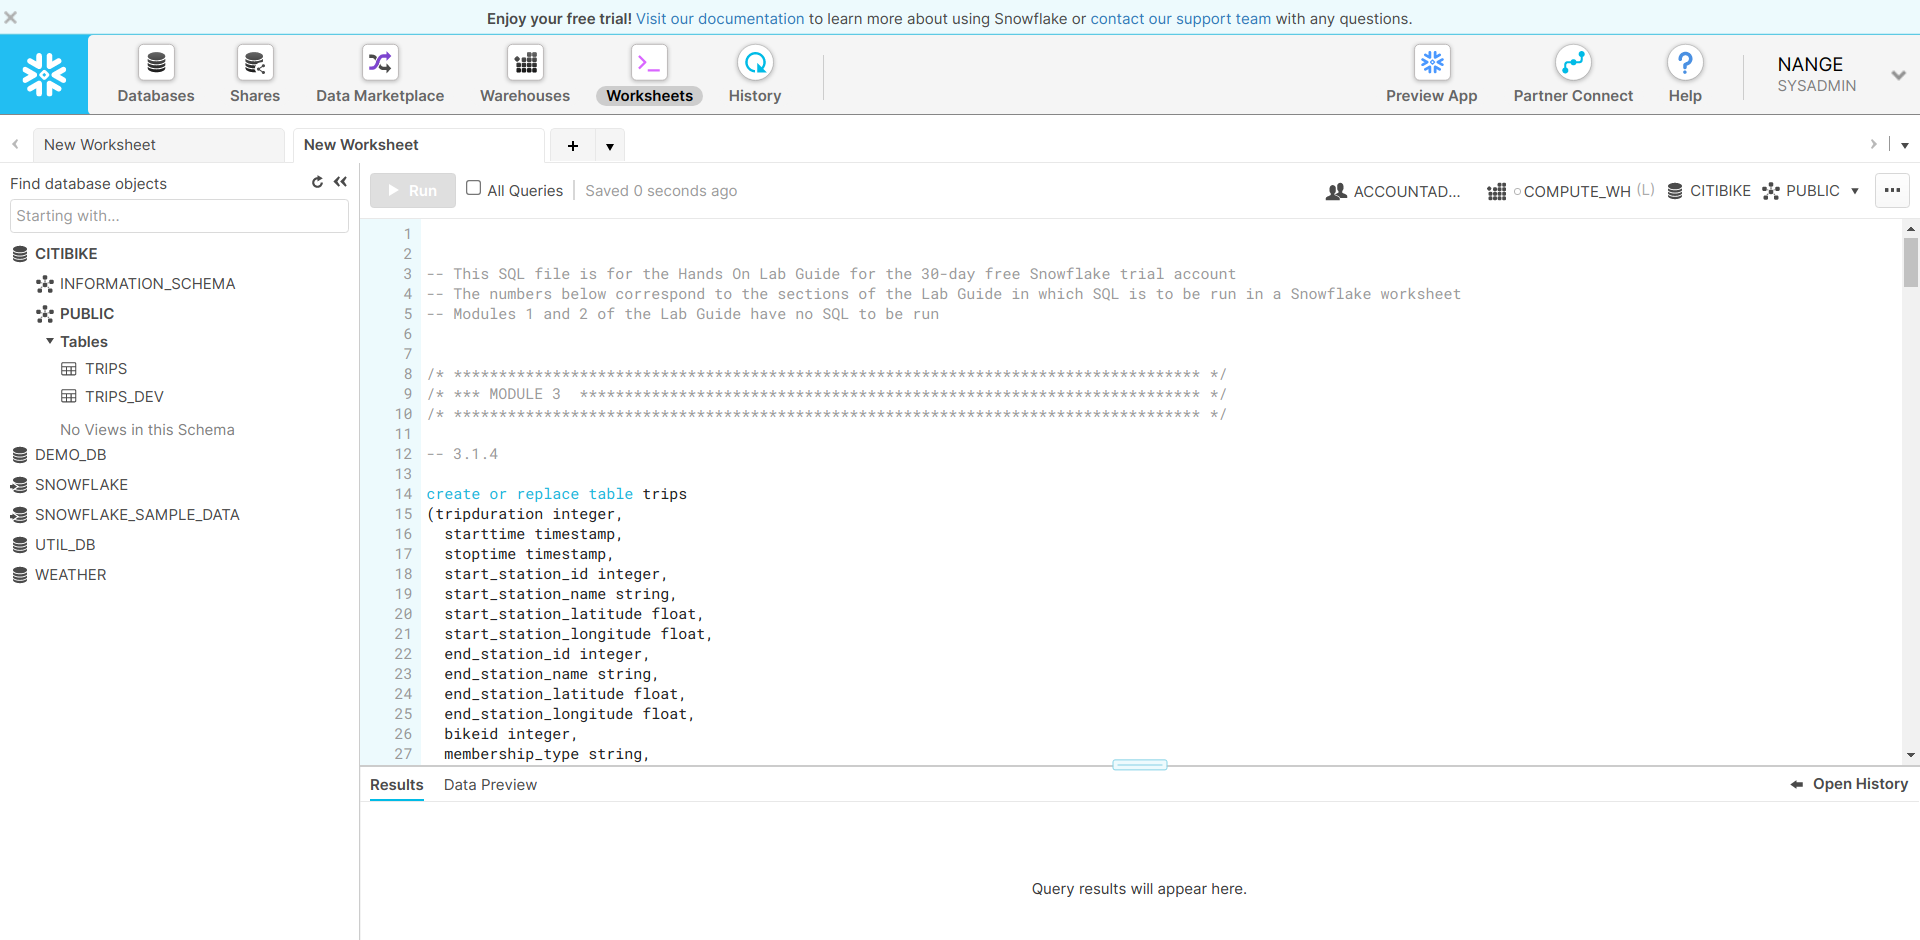 Enjoy your free trial! Visit our documentation to learn more about using Snowflake or contact our support team with any questions.
Databases
Shares
Data Marketplace
Warehouses
Worksheets
History
Preview App
Partner Connect
Help
NANGE
SYSADMIN
New Worksheet
New Worksheet
+
Find database objects
Starting with...
CITIBIKE
INFORMATION_SCHEMA
PUBLIC
Tables
TRIPS
TRIPS_DEV
No Views in this Schema
DEMO_DB
SNOWFLAKE
SNOWFLAKE_SAMPLE_DATA
UTIL_DB
WEATHER
Run
All Queries
Saved 0 seconds ago
ACCOUNTAD...
COMPUTE_WH (L)
CITIBIKE
PUBLIC
1
2
3 -- This SQL file is for the Hands On Lab Guide for the 30-day free Snowflake trial account
4 -- The numbers below correspond to the sections of the Lab Guide in which SQL is to be run in a Snowflake worksheet
5 -- Modules 1 and 2 of the Lab Guide have no SQL to be run
6
7
8 /* *********************************************************************************** */
9 /* *** MODULE 3  ********************************************************************* */
10 /* *********************************************************************************** */
11
12 -- 3.1.4
13
14 create or replace table trips
15 (tripduration integer,
16   starttime timestamp,
17   stoptime timestamp,
18   start_station_id integer,
19   start_station_name string,
20   start_station_latitude float,
21   start_station_longitude float,
22   end_station_id integer,
23   end_station_name string,
24   end_station_latitude float,
25   end_station_longitude float,
26   bikeid integer,
27   membership_type string,
Results
Data Preview
Open History
Query results will appear here.